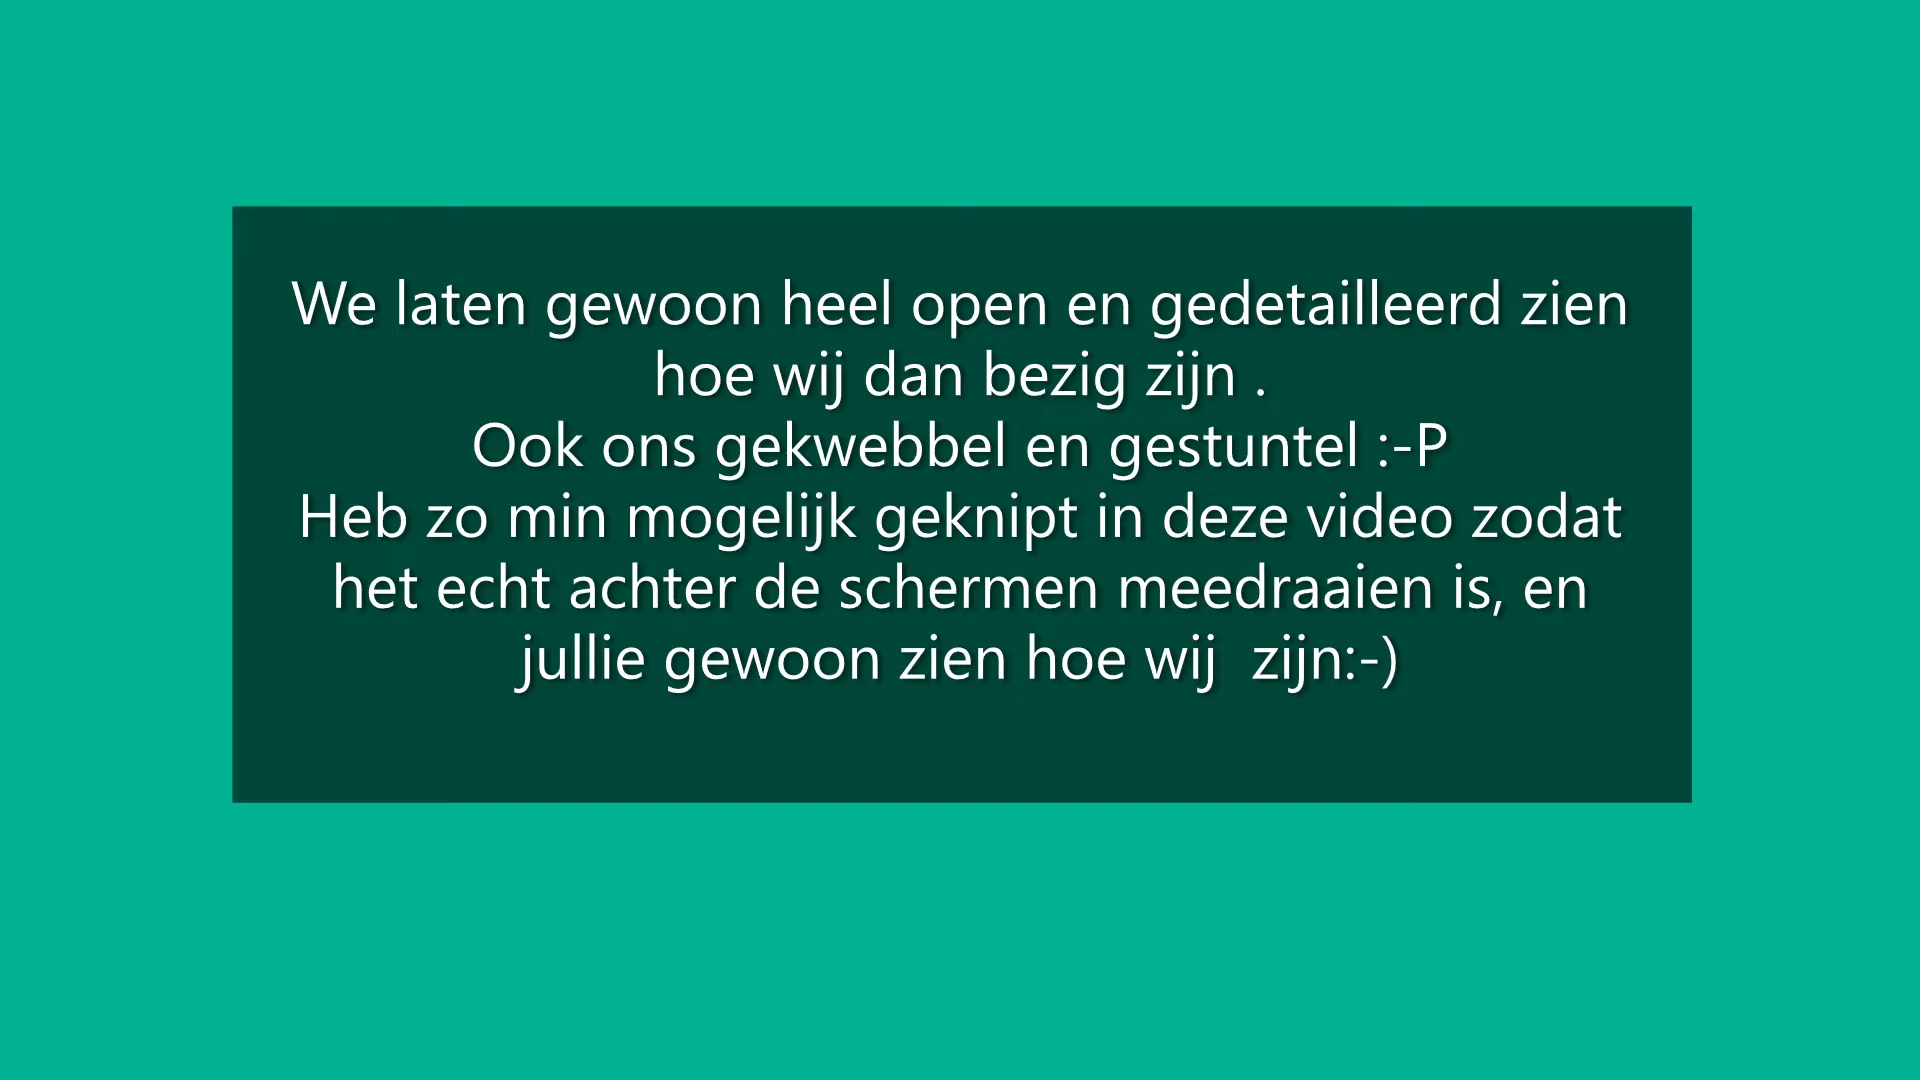 We laten gewoon heel open en gedetailleerd zien
hoe wij dan bezig zijn .
Ook ons gekwebbel en gestuntel :-P
Heb zo min mogelijk geknipt in deze video zodat
het echt achter de schermen meedraaien is, en
jullie gewoon zien hoe wij  zijn:-)